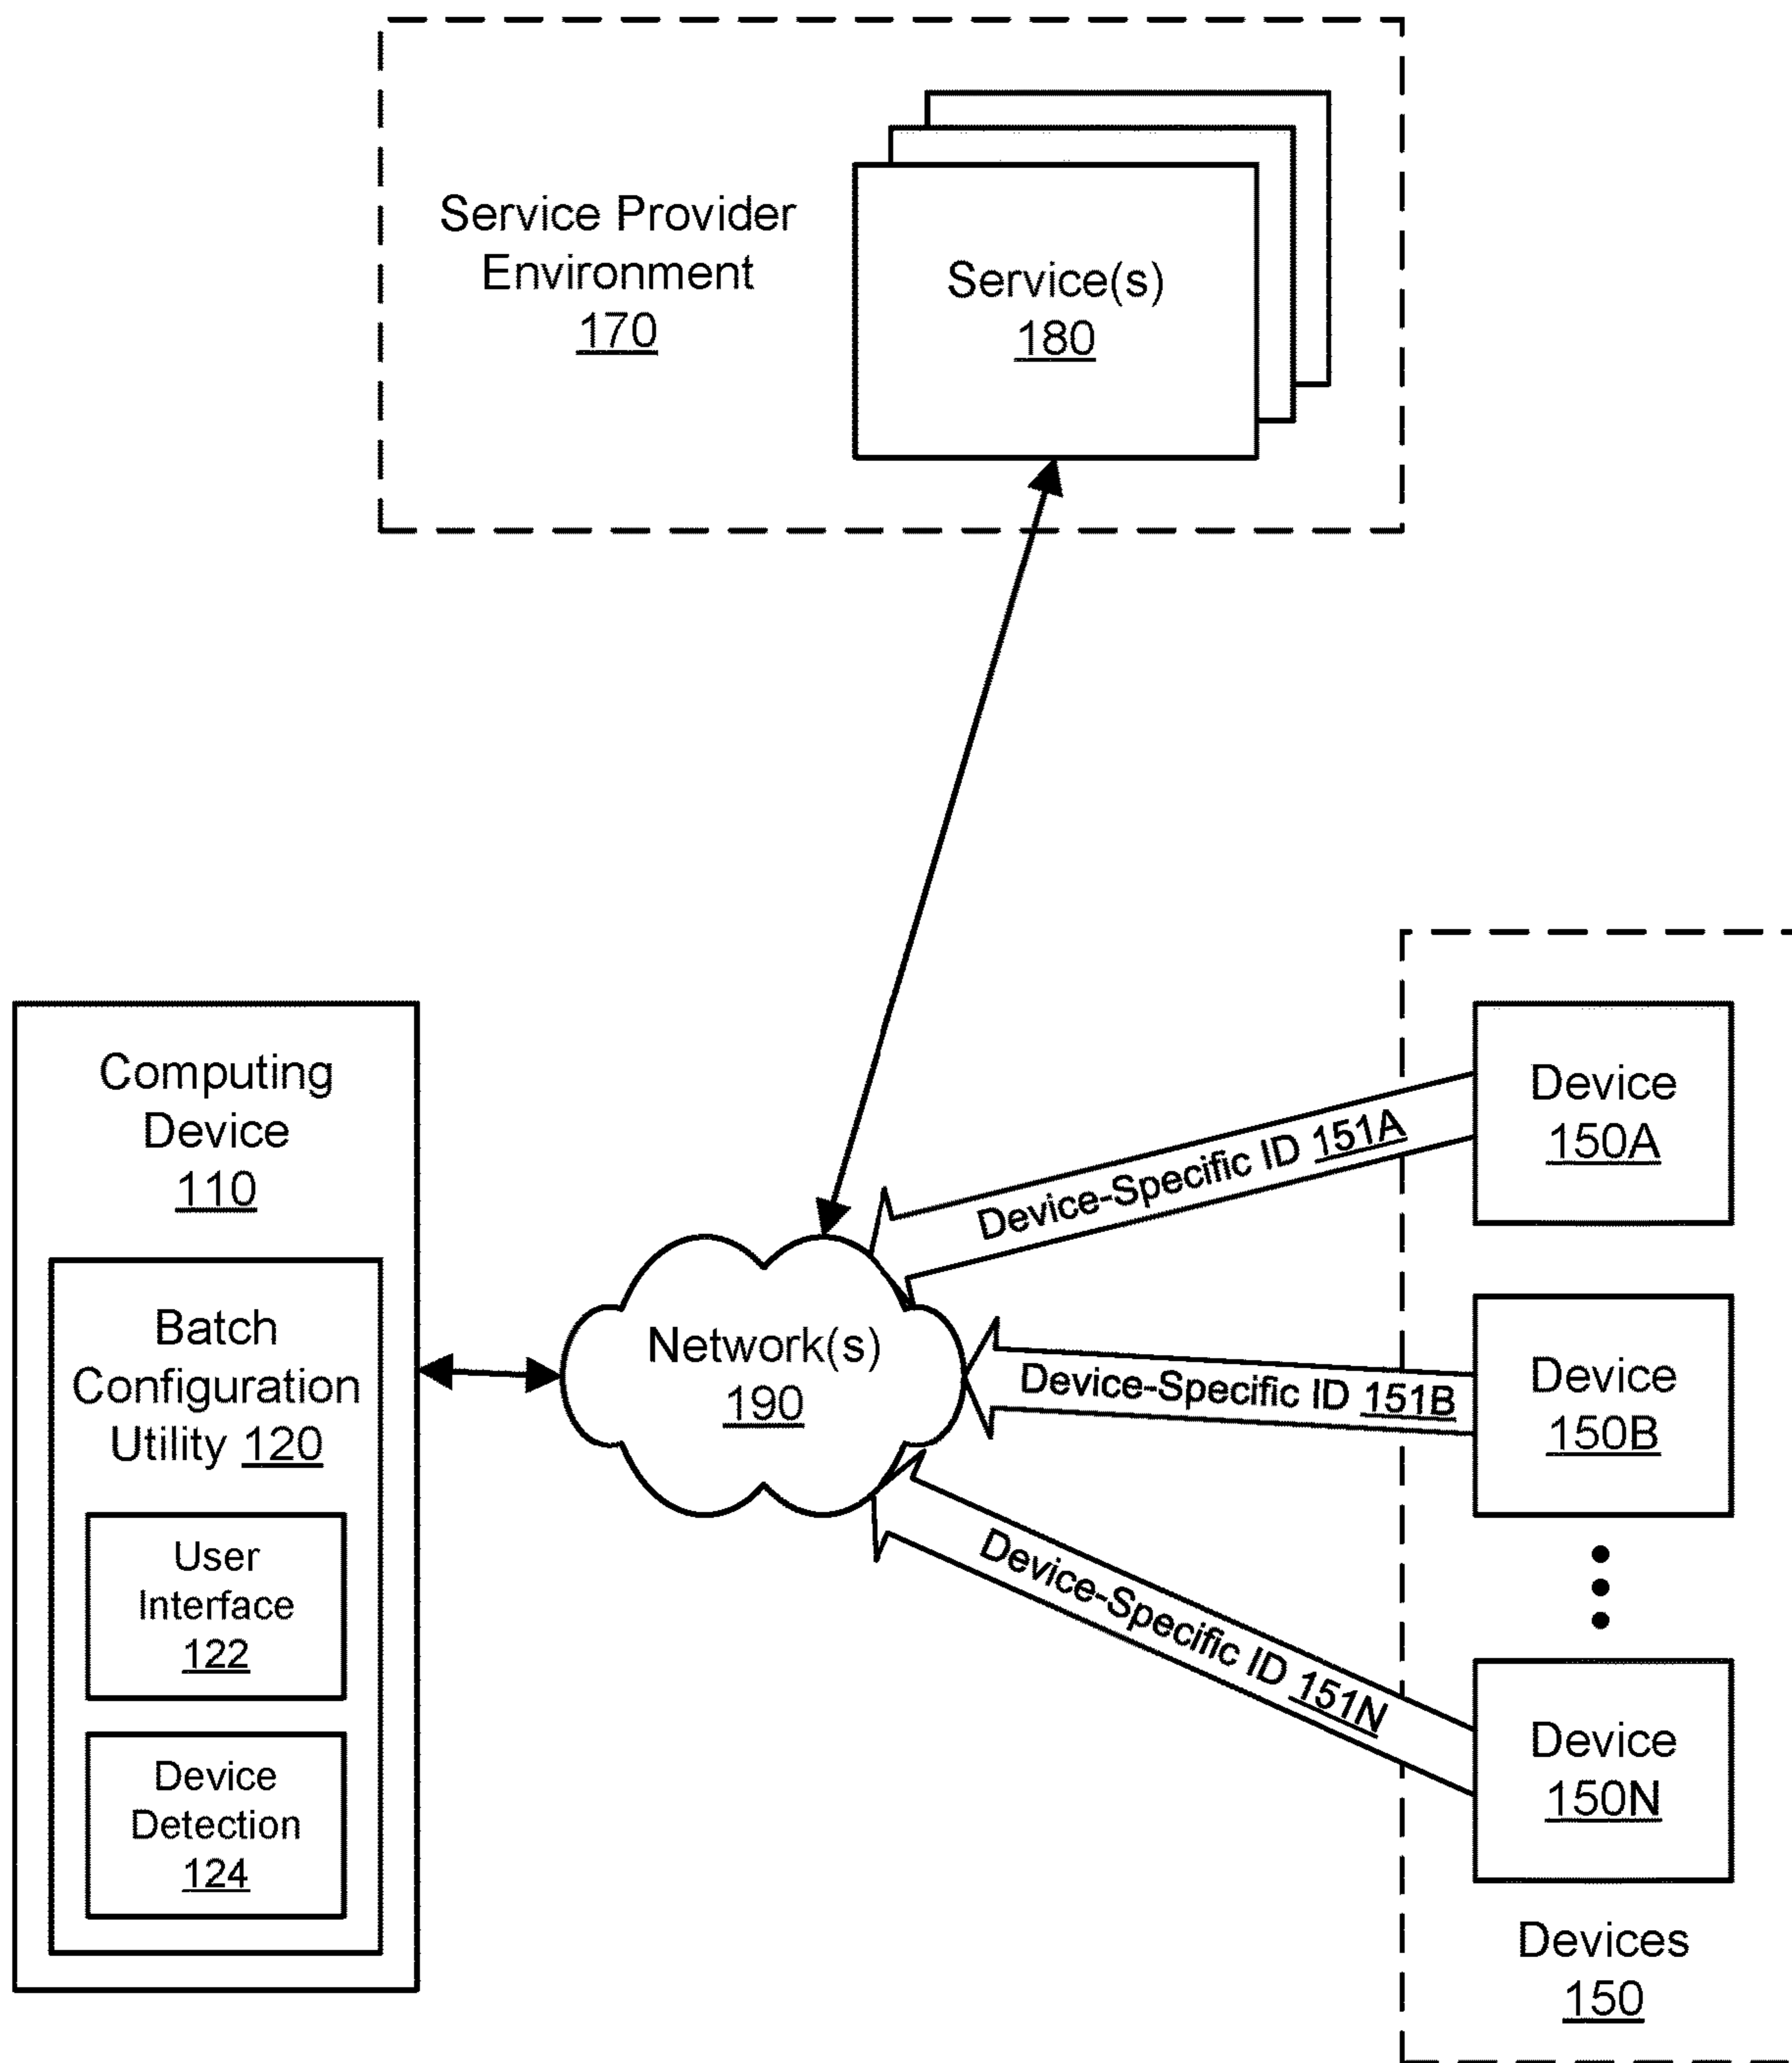 Service Provider
Environment
170
Service(s)
180
Computing
Device
110
Batch
Configuration
Utility 120
User
Interface
122
Device
Detection
124
Network(s)
190
Device-Specific ID 151A
Device-Specific ID 151B
Device-Specific ID 151N
Device
150A
Device
150B
Device
150N
Devices
150